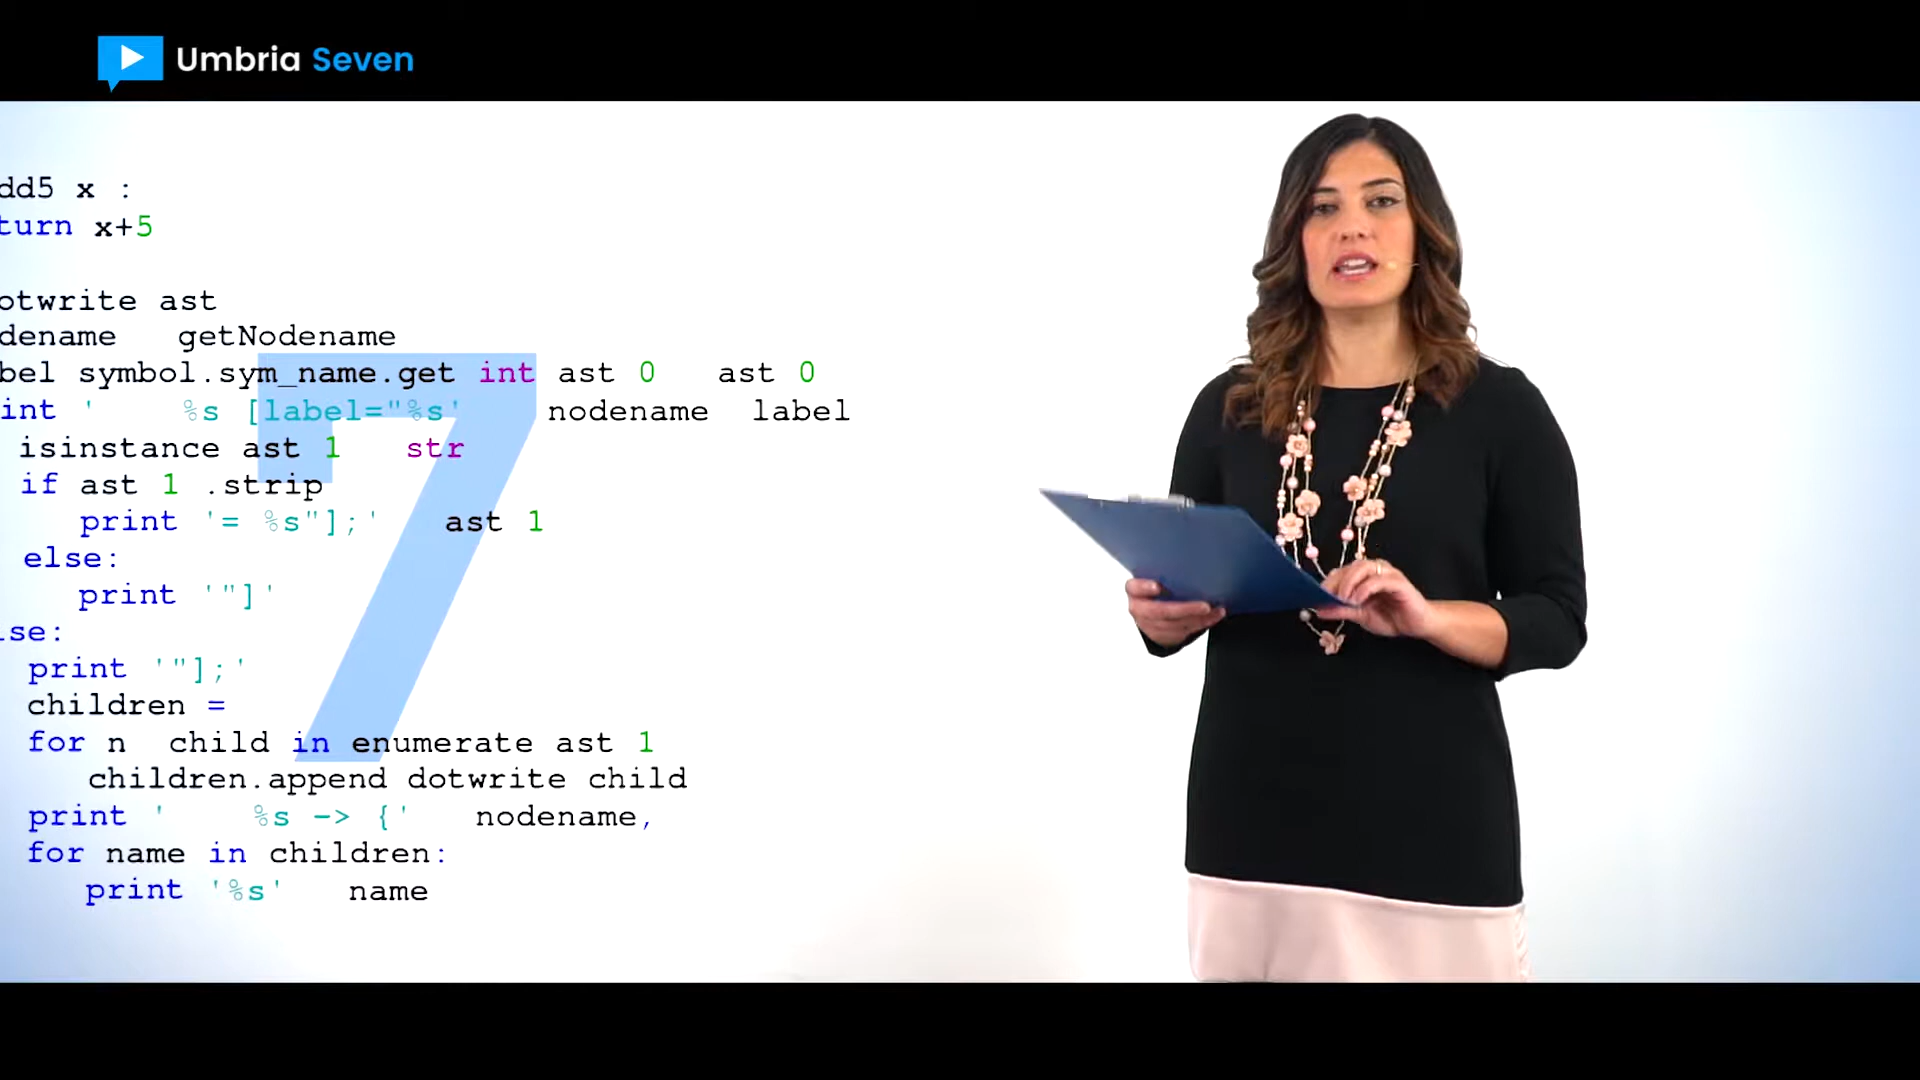 Umbria Seven
dd5 x :
turn x+5
otwrite ast
dename getNodename
bel symbol.sym_name.get int ast 0 ast 0
int ' %s [label="%s' nodename label
isinstance ast 1 str
if ast 1 .strip
print '= %s"];' ast 1
else:
print '"]'
lse:
print '"];'
children =
for n child in enumerate ast 1
children.append dotwrite child
print ' %s -> {' nodename,
for name in children:
print '%s' name
7